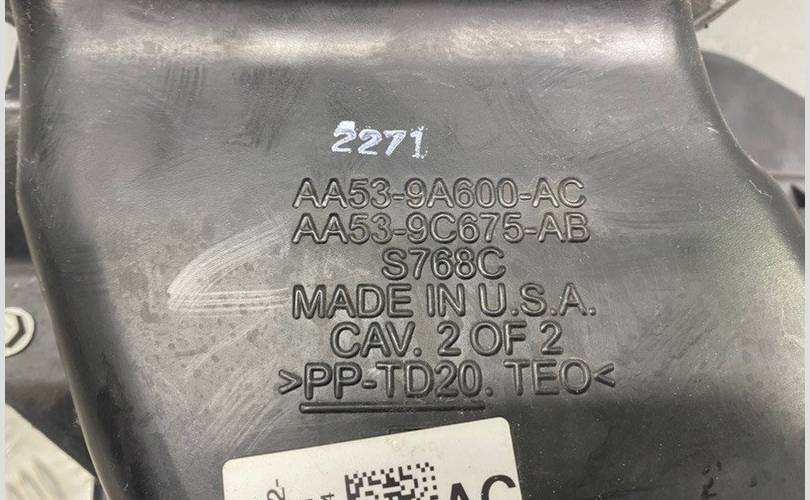 2271
AA53-9A600-AC
AA53-9C675-AB
S768C
MADE IN U.S.A.
CAV. 2 OF 2
>PP-TD20. TEO<
AC